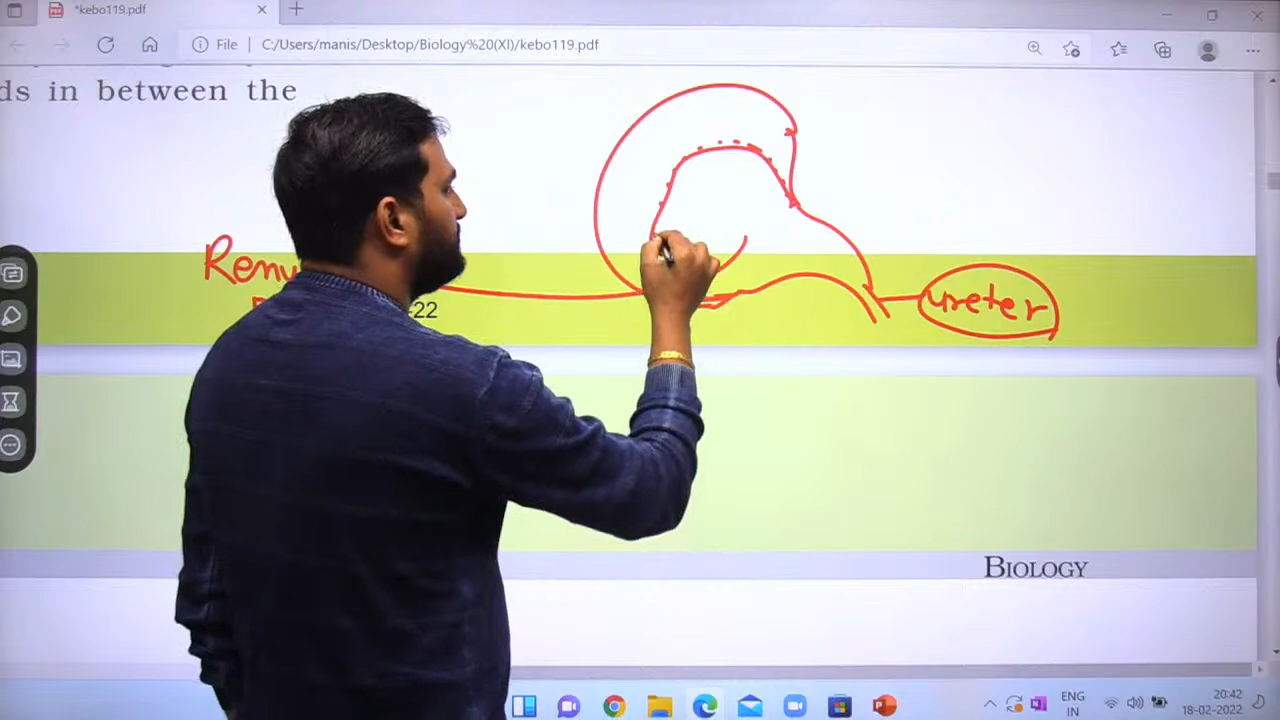 *kebo119.pdf
File | C:/Users/manis/Desktop/Biology%20(XI)/kebo119.pdf
ds in between the
-22
ureter
BIOLOGY
ENG
IN
20:42
18-02-2022